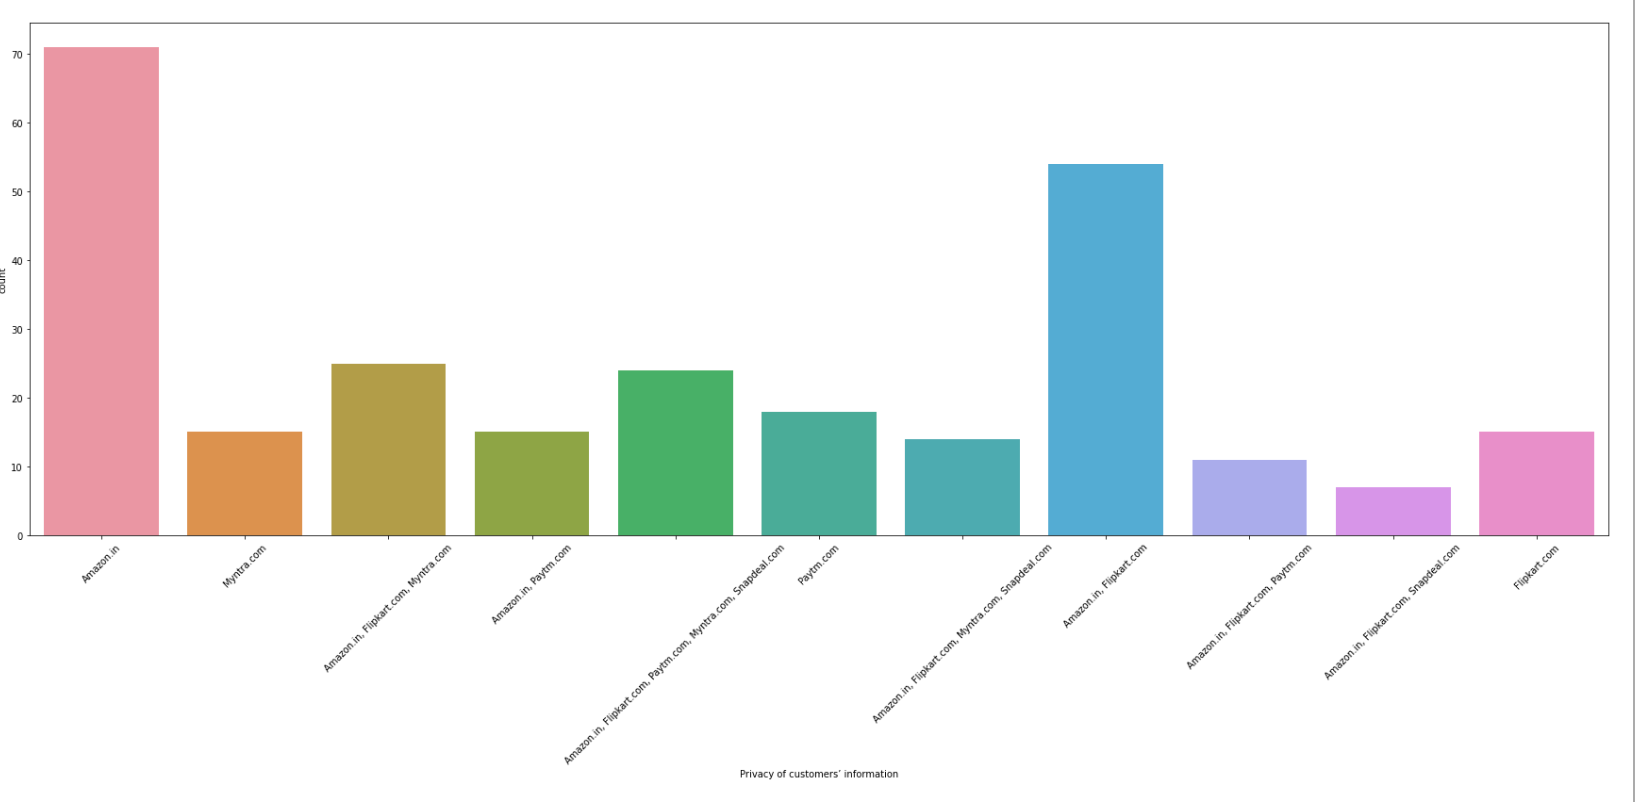 70
60
50
40
30
20
10
0
count
Amazon.in
Myntra.com
Amazon.in, Flipkart.com, Myntra.com
Amazon.in, Paytm.com
Amazon.in, Flipkart.com, Paytm.com, Myntra.com, Snapdeal.com
Paytm.com
Amazon.in, Flipkart.com, Myntra.com, Snapdeal.com
Amazon.in, Flipkart.com
Amazon.in, Flipkart.com, Paytm.com
Amazon.in, Flipkart.com, Snapdeal.com
Flipkart.com
Privacy of customers’ information